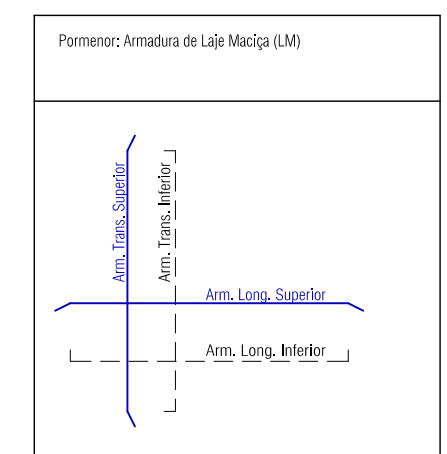 Pormenor: Armadura de Laje Maciça (LM)
Arm. Trans. Superior
Arm. Trans. Inferior
Arm. Long. Superior
Arm. Long. Inferior